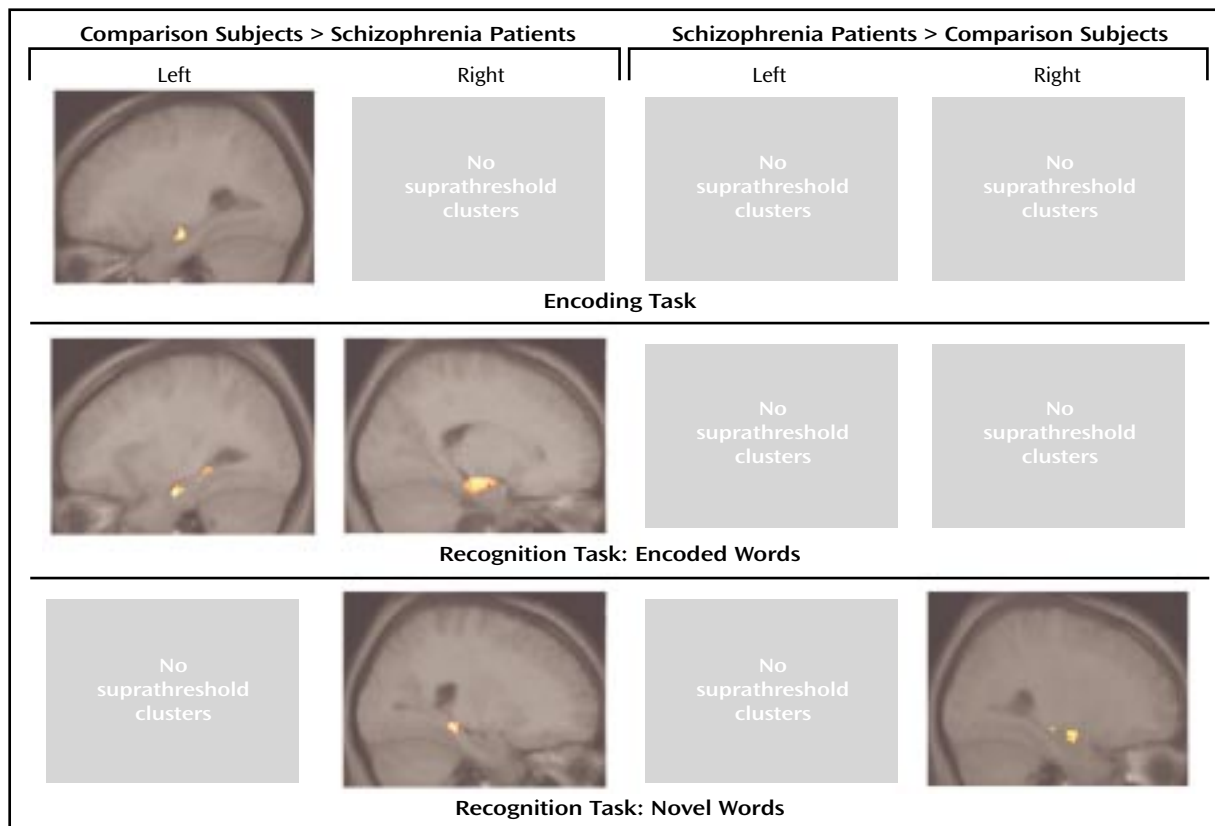 Comparison Subjects > Schizophrenia Patients
Schizophrenia Patients > Comparison Subjects
Left
Right
Left
Right
No
suprathreshold
clusters
No
suprathreshold
clusters
No
suprathreshold
clusters
Encoding Task
No
suprathreshold
clusters
No
suprathreshold
clusters
Recognition Task: Encoded Words
No
suprathreshold
clusters
No
suprathreshold
clusters
Recognition Task: Novel Words